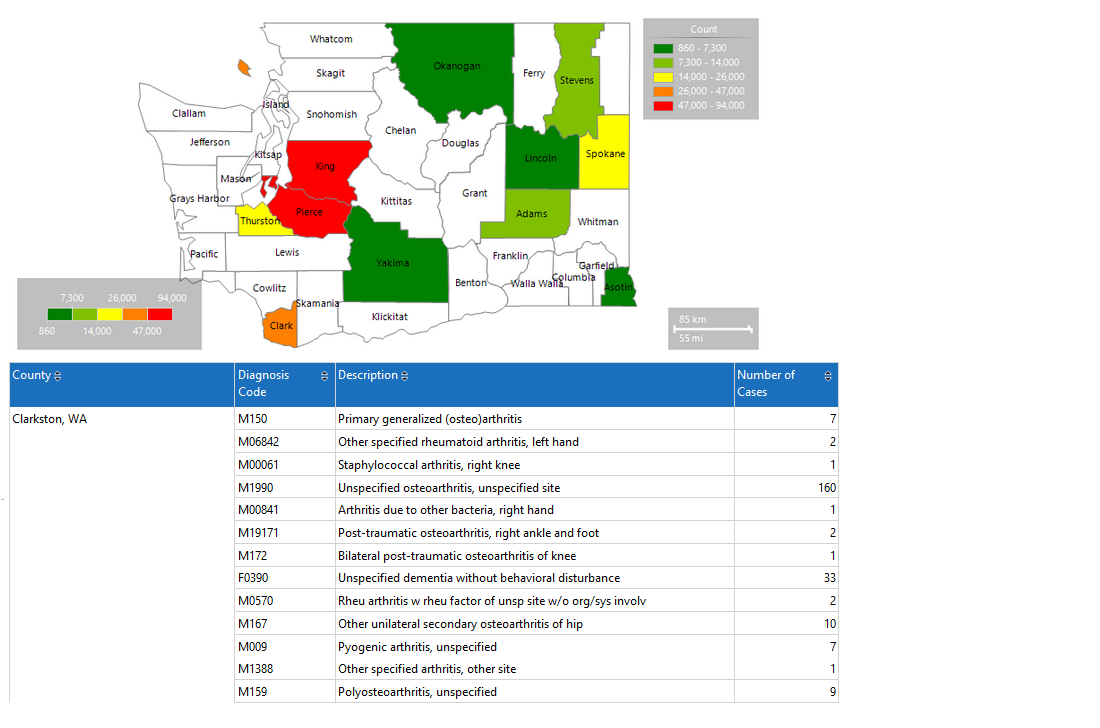 Whatcom
Okanogan
Ferry
Stevens
Skagit
Island
Snohomish
Clallam
Chelan
Jefferson
Kitsap
Douglas
Lincoln
Spokane
King
Mason
Grays Harbor
Kittitas
Grant
Adams
Thurston
Pierce
Whitman
Pacific
Lewis
Yakima
Franklin
Garfield
Columbia
Walla Walla
Benton
Asotin
Cowlitz
Skamania
Clark
Klickitat
Count
860 - 7,300
7,300 - 14,000
14,000 - 26,000
26,000 - 47,000
47,000 - 94,000
7,300 26,000 94,000
860 14,000 47,000
85 km
55 mi
County Diagnosis Code Description Number of Cases
Clarkston, WA M150 Primary generalized (osteo)arthritis 7
M06842 Other specified rheumatoid arthritis, left hand 2
M00061 Staphylococcal arthritis, right knee 1
M1990 Unspecified osteoarthritis, unspecified site 160
M00841 Arthritis due to other bacteria, right hand 1
M19171 Post-traumatic osteoarthritis, right ankle and foot 2
M172 Bilateral post-traumatic osteoarthritis of knee 1
F0390 Unspecified dementia without behavioral disturbance 33
M0570 Rheu arthritis w rheu factor of unsp site w/o org/sys involv 2
M167 Other unilateral secondary osteoarthritis of hip 10
M009 Pyogenic arthritis, unspecified 7
M1388 Other specified arthritis, other site 1
M159 Polyosteoarthritis, unspecified 9